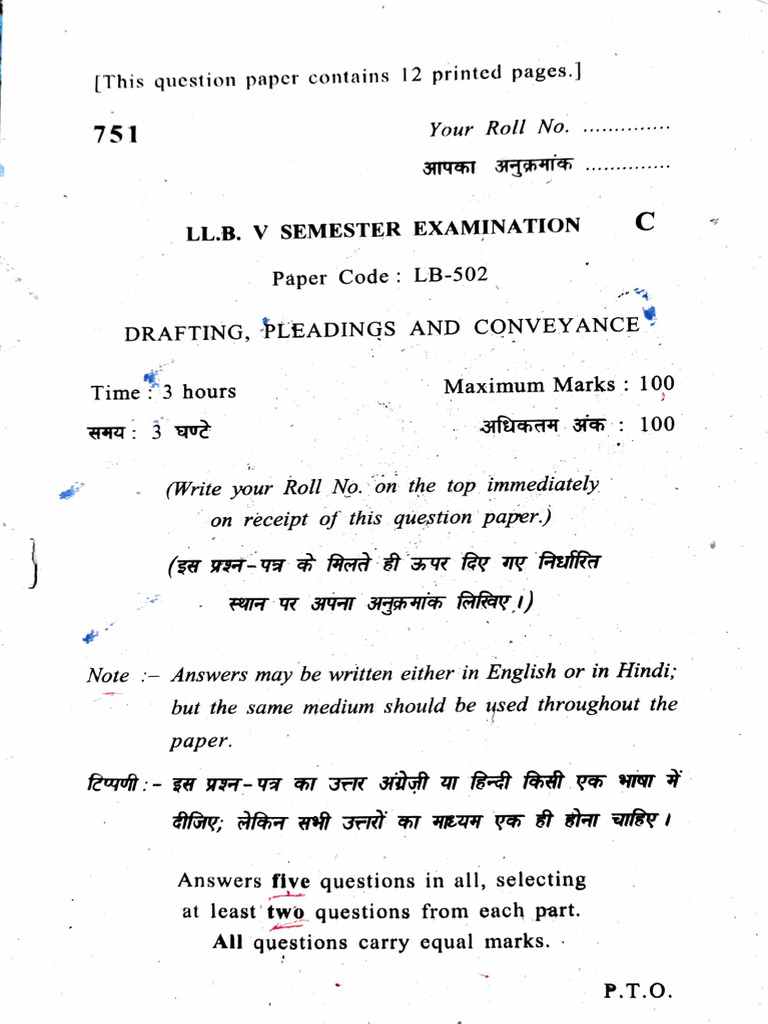 [This question paper contains 12 printed pages.]
751
Your Roll No. ..............
आपका अनुक्रमांक ..............
LL.B. V SEMESTER EXAMINATION C
Paper Code : LB-502
DRAFTING, PLEADINGS AND CONVEYANCE
Time : 3 hours Maximum Marks : 100
समय : 3 घण्टे अधिकतम अंक : 100
(Write your Roll No. on the top immediately
on receipt of this question paper.)
(इस प्रश्न-पत्र के मिलते ही ऊपर दिए गए निर्धारित
स्थान पर अपना अनुक्रमांक लिखिए।)
Note :– Answers may be written either in English or in Hindi;
but the same medium should be used throughout the
paper.
टिप्पणी :- इस प्रश्न-पत्र का उत्तर अंग्रेज़ी या हिन्दी किसी एक भाषा में
दीजिए; लेकिन सभी उत्तरों का माध्यम एक ही होना चाहिए।
Answers five questions in all, selecting
at least two questions from each part.
All questions carry equal marks.
P.T.O.